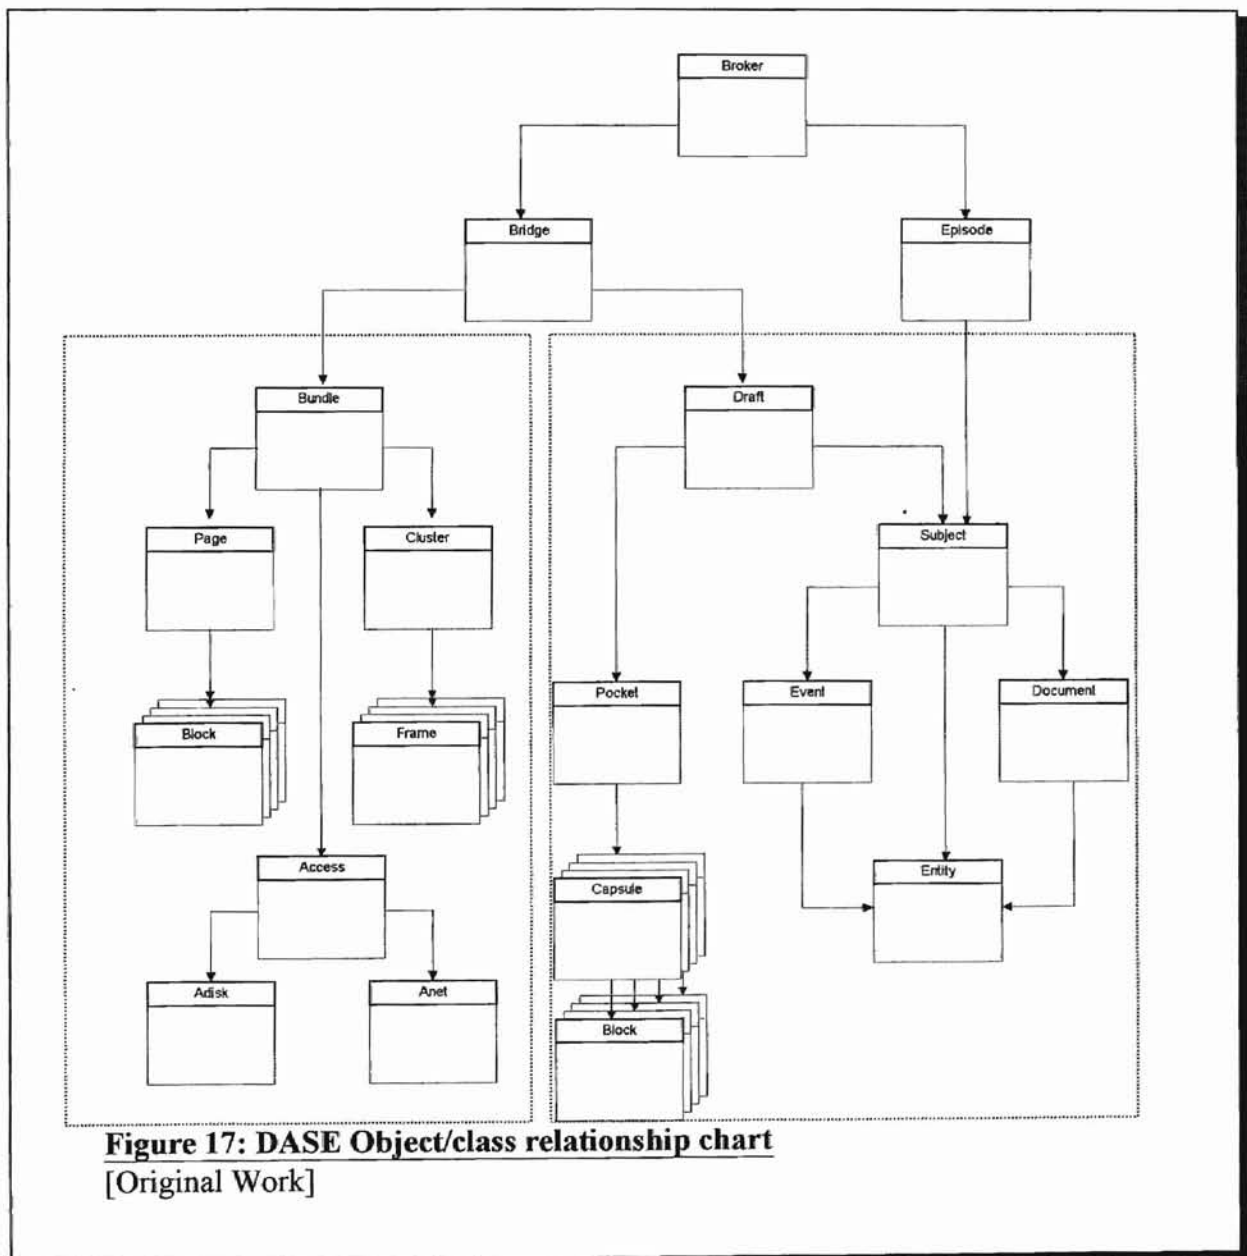 Broker
Bridge
Episode
Bundle
Draft
Page
Cluster
Subject
Pocket
Event
Document
Block
Frame
Access
Entity
Capsule
Adisk
Anet
Block
Figure 17: DASE Object/class relationship chart
[Original Work]